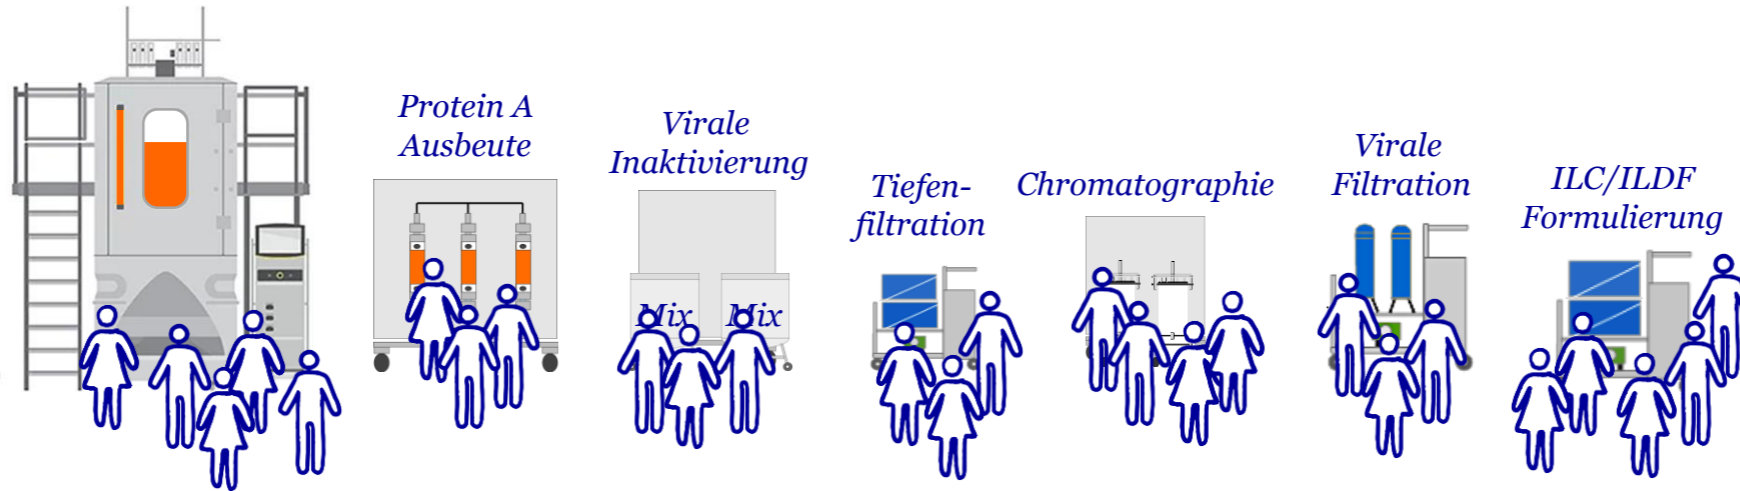 Protein A
Ausbeute
Virale
Inaktivierung
Mix
Mix
Tiefen-
filtration
Chromatographie
Virale
Filtration
ILC/ILDF
Formulierung